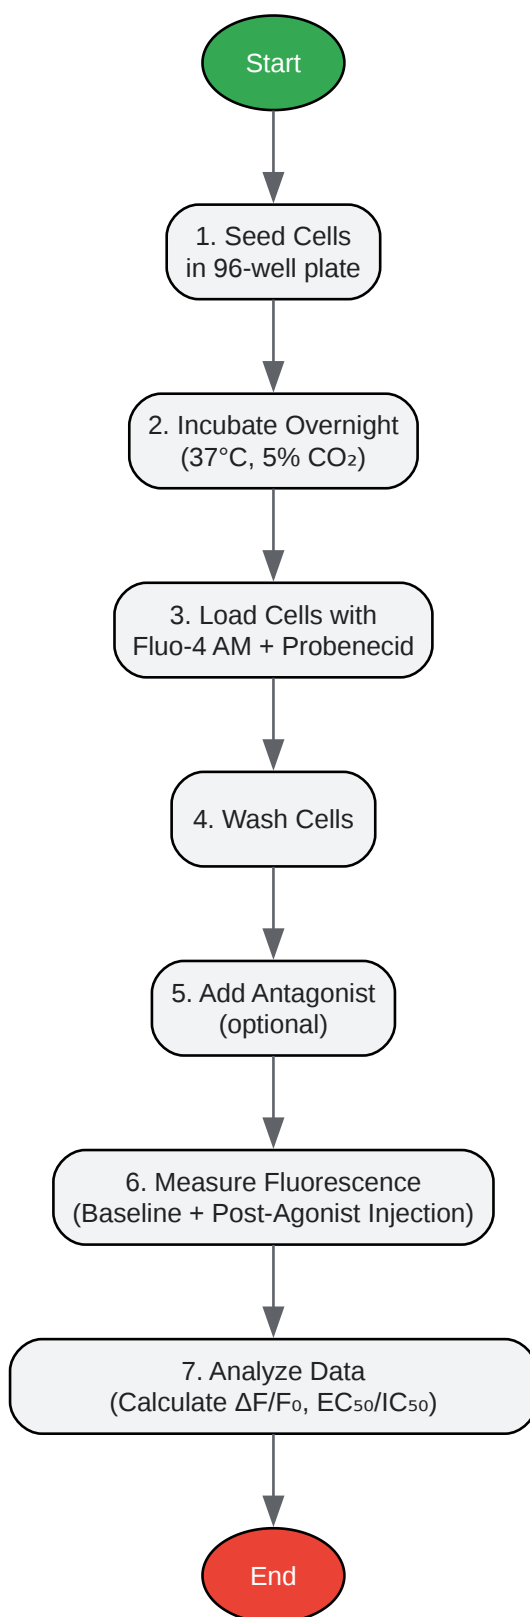 Start
1. Seed Cells
in 96-well plate
2. Incubate Overnight
(37°C, 5% CO₂)
3. Load Cells with
Fluo-4 AM + Probenecid
4. Wash Cells
5. Add Antagonist
(optional)
6. Measure Fluorescence
(Baseline + Post-Agonist Injection)
7. Analyze Data
(Calculate ΔF/F₀, EC₅₀/IC₅₀)
End